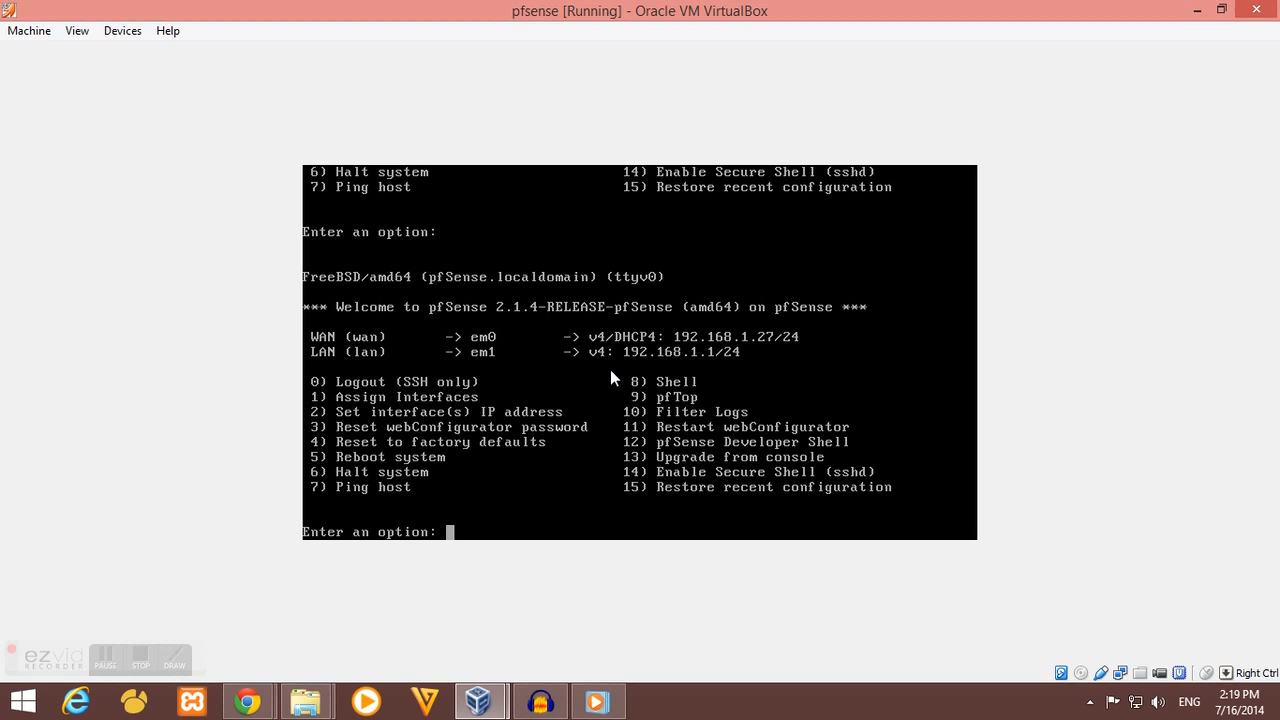 pfsense [Running] - Oracle VM VirtualBox
Machine View Devices Help
6) Halt system 14) Enable Secure Shell (sshd)
7) Ping host 15) Restore recent configuration
Enter an option:
FreeBSD/amd64 (pfSense.localdomain) (ttyv0)
*** Welcome to pfSense 2.1.4-RELEASE-pfSense (amd64) on pfSense ***
WAN (wan) -> em0 -> v4/DHCP4: 192.168.1.27/24
LAN (lan) -> em1 -> v4: 192.168.1.1/24
0) Logout (SSH only) 8) Shell
1) Assign Interfaces 9) pfTop
2) Set interface(s) IP address 10) Filter Logs
3) Reset webConfigurator password 11) Restart webConfigurator
4) Reset to factory defaults 12) pfSense Developer Shell
5) Reboot system 13) Upgrade from console
6) Halt system 14) Enable Secure Shell (sshd)
7) Ping host 15) Restore recent configuration
Enter an option:
ezvid
RECORDER
PAUSE STOP DRAW
Right Ctrl
ENG
2:19 PM
7/16/2014